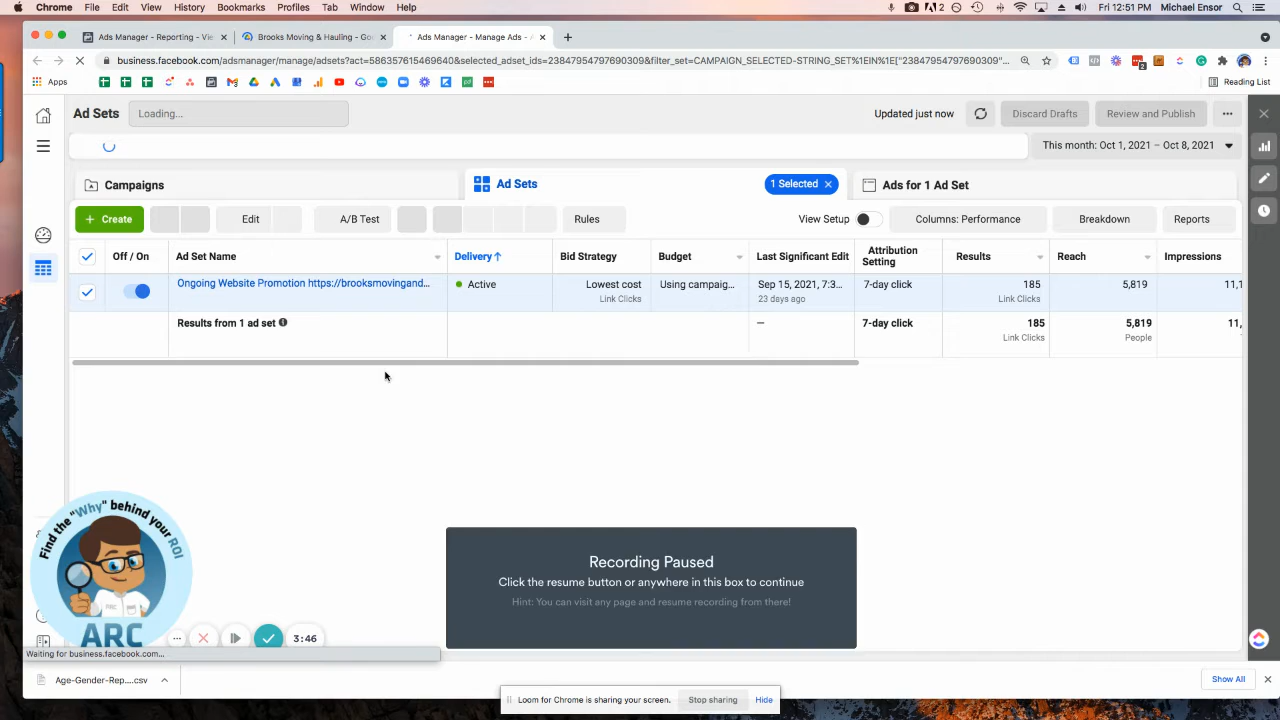 Chrome File Edit View History Bookmarks Profiles Tab Window Help 2 Fri 12:51 PM Michael Ensor
Ads Manager - Reporting - Vie Brooks Moving & Hauling - Goo Ads Manager - Manage Ads - A
business.facebook.com/adsmanager/manage/adsets?act=586357615469640&selected_adset_ids=23847954797690309&filter_set=CAMPAIGN_SELECTED-STRING_SET%1EIN%1E["23847954797690309"...
Apps Reading List
Ad Sets Loading... Updated just now Discard Drafts Review and Publish
This month: Oct 1, 2021 – Oct 8, 2021
Campaigns Ad Sets 1 Selected Ads for 1 Ad Set
+ Create Edit A/B Test Rules View Setup Columns: Performance Breakdown Reports
Off / On Ad Set Name Delivery ↑ Bid Strategy Budget Last Significant Edit Attribution Setting Results Reach Impressions
Ongoing Website Promotion https://brooksmovingand... Active Lowest cost Using campaig... Sep 15, 2021, 7:3... 7-day click 185 5,819 11,1
Link Clicks 23 days ago Link Clicks
Results from 1 ad set — 7-day click 185 5,819 11,
Link Clicks People
Recording Paused
Click the resume button or anywhere in this box to continue
Hint: You can visit any page and resume recording from there!
Find the "Why" behind your ROI
ARC
ARC
3:46
Waiting for business.facebook.com...
Age-Gender-Rep....csv Show All
Loom for Chrome is sharing your screen. Stop sharing Hide